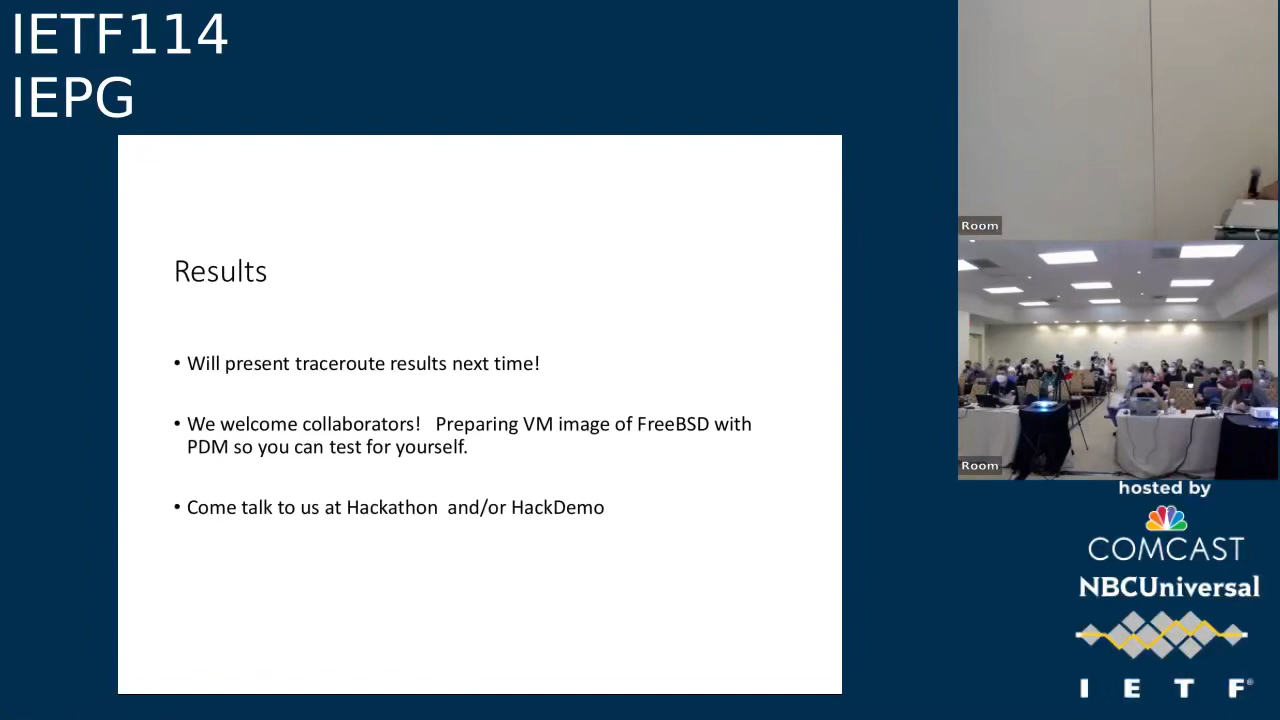 IETF114
IEPG
Results
• Will present traceroute results next time!
• We welcome collaborators!   Preparing VM image of FreeBSD with
PDM so you can test for yourself.
• Come talk to us at Hackathon  and/or HackDemo
Room
Room
hosted by
COMCAST
NBCUniversal
I E T F®